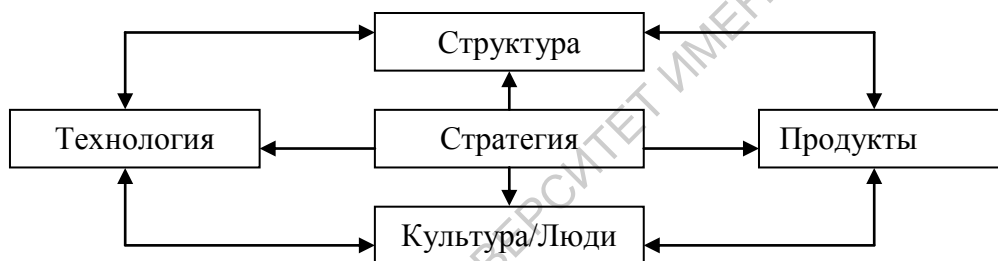 Структура
Технология
Стратегия
Продукты
Культура/Люди